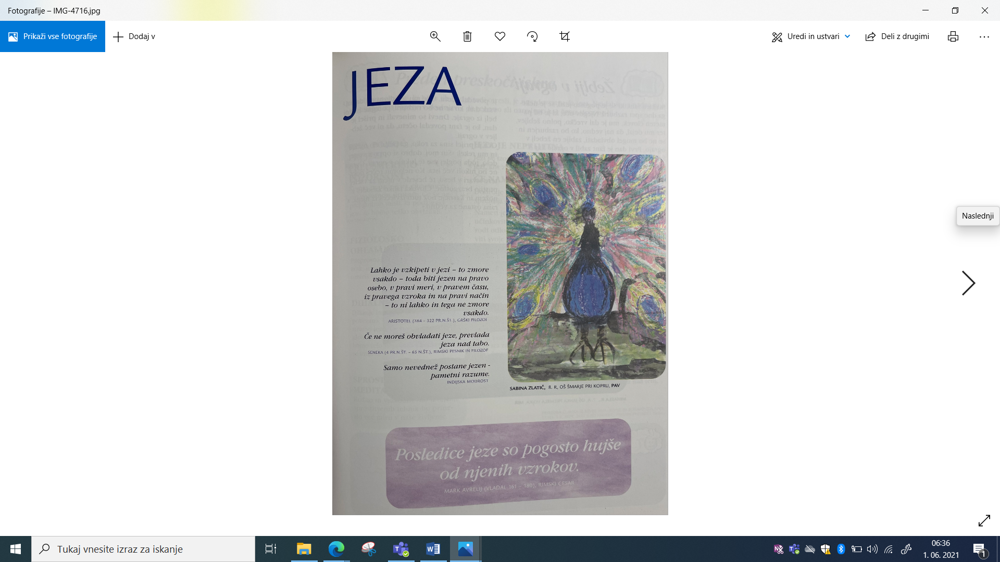 Fotografije – IMG-4716.jpg
Prikaži vse fotografije
Dodaj v
Uredi in ustvari
Deli z drugimi
JEZA
Lahko je vzkipeti v jezi – to zmore
vsakdo – toda biti jezen na pravo
osebo, v pravi meri, v pravem času,
iz pravega vzroka in na pravi način
– to ni lahko in tega ne zmore
vsakdo.
ARISTOTEL (384 – 322 PR.N.ŠT.), GRŠKI FILOZOF
Če ne moreš obvladati jeze, prevlada
jeza nad tabo.
SENEKA (4 PR.N.ŠT. – 65 N.ŠT.), RIMSKI PESNIK IN FILOZOF
Samo nevednež postane jezen -
pametni razume.
INDIJSKA MODROST
SABINA ZLATIČ, 8. R, OŠ ŠMARJE PRI KOPRU, PAV
Posledice jeze so pogosto hujše
od njenih vzrokov.
MARK AVRELIJ (VLADAL 161 – 180), RIMSKI CESAR
Naslednji
Tukaj vnesite izraz za iskanje
06:36
1. 06. 2021
1